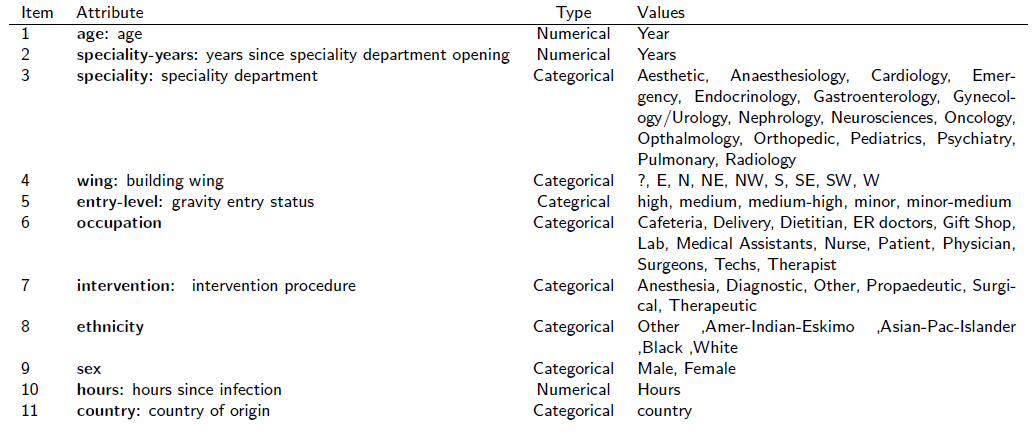 Item Attribute Type Values
1 age: age Numerical Year
2 speciality-years: years since speciality department opening Numerical Years
3 speciality: speciality department Categorical Aesthetic, Anaesthesiology, Cardiology, Emer-
gency, Endocrinology, Gastroenterology, Gynecol-
ogy/Urology, Nephrology, Neurosciences, Oncology,
Opthalmology, Orthopedic, Pediatrics, Psychiatry,
Pulmonary, Radiology
4 wing: building wing Categorical ?, E, N, NE, NW, S, SE, SW, W
5 entry-level: gravity entry status Categrical high, medium, medium-high, minor, minor-medium
6 occupation Categorical Cafeteria, Delivery, Dietitian, ER doctors, Gift Shop,
Lab, Medical Assistants, Nurse, Patient, Physician,
Surgeons, Techs, Therapist
7 intervention: intervention procedure Categorical Anesthesia, Diagnostic, Other, Propaedeutic, Surgi-
cal, Therapeutic
8 ethnicity Categorical Other ,Amer-Indian-Eskimo ,Asian-Pac-Islander
,Black ,White
9 sex Categorical Male, Female
10 hours: hours since infection Numerical Hours
11 country: country of origin Categorical country